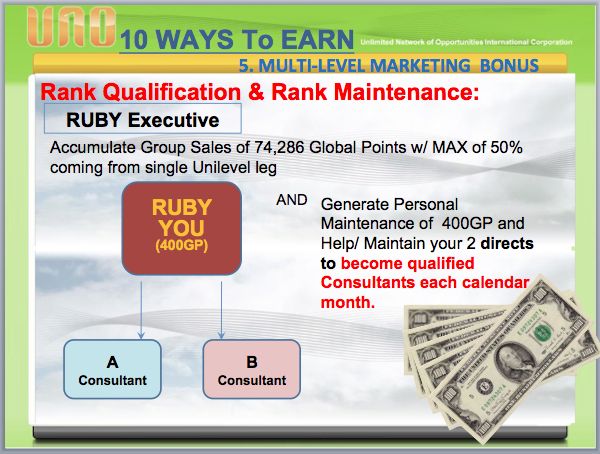 UNO 10 WAYS To EARN Unlimited Network of Opportunities International Corporation
5. MULTI-LEVEL MARKETING BONUS
Rank Qualification & Rank Maintenance:
RUBY Executive
Accumulate Group Sales of 74,286 Global Points w/ MAX of 50%
coming from single Unilevel leg
RUBY
YOU
(400GP)
AND
Generate Personal
Maintenance of 400GP and
Help/ Maintain your 2 directs
to become qualified
Consultants each calendar
month.
A
Consultant
B
Consultant
100